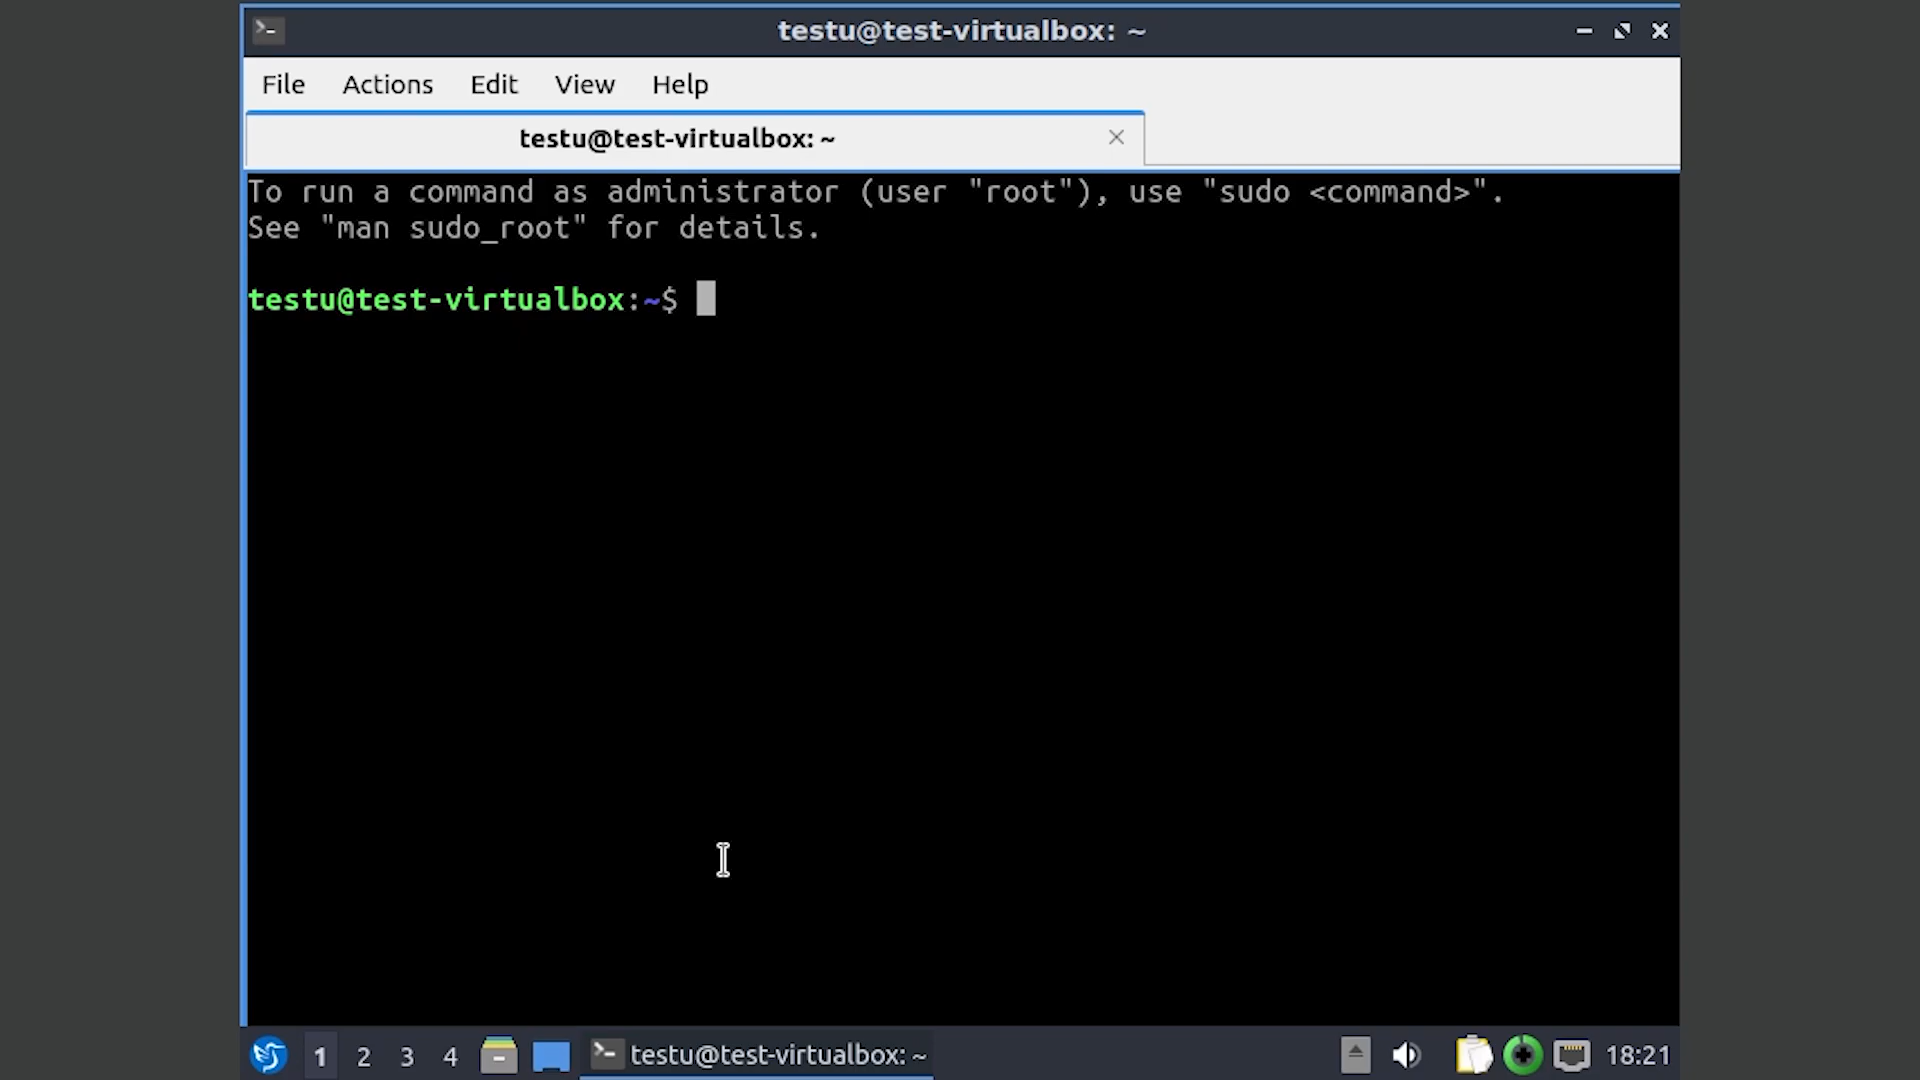 testu@test-virtualbox: ~
File Actions Edit View Help
testu@test-virtualbox: ~
To run a command as administrator (user "root"), use "sudo <command>".
See "man sudo_root" for details.
testu@test-virtualbox:~$
1 2 3 4 testu@test-virtualbox: ~ 18:21